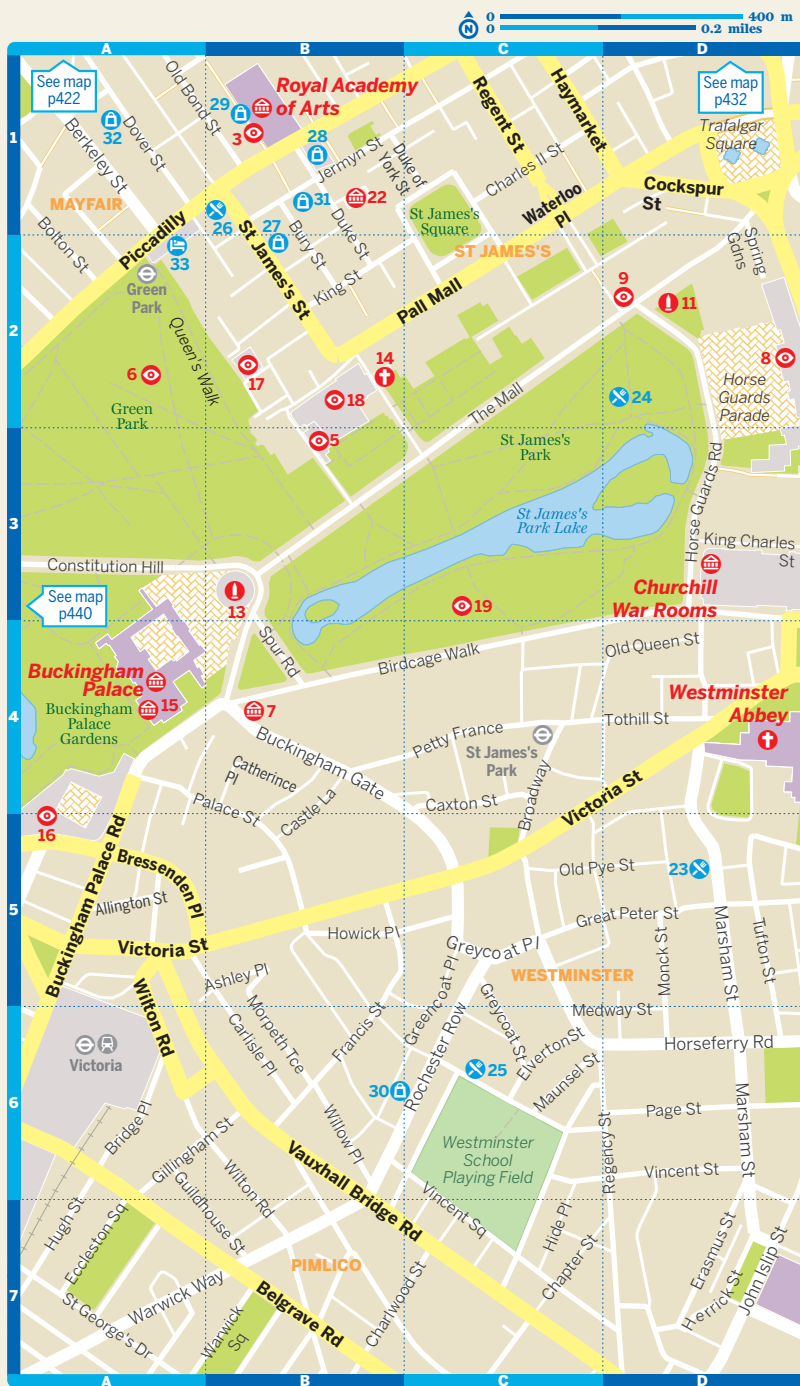 0 400 m
N
0 0.2 miles
A B C D
See map
p422
Old Bond St
29
Royal Academy
of Arts
3
Regent St
Haymarket
See map
p432
32
Dover St
Berkeley St
1
28
Jermyn St
Duke of
York St
Charles II St
Trafalgar
Square
MAYFAIR
26
31
22
Duke St
St James's
Square
Waterloo
Pl
Cockspur
St
Bolton St
Piccadilly
33
St James's St
27
Bury St
King St
ST JAMES'S
Spring
Gdns
Green
Park
Pall Mall
9
11
2
Queen's Walk
6
Green
Park
17
14
18
5
The Mall
24
8
Horse
Guards
Parade
St James's
Park
3
St James's
Park Lake
Horse Guards Rd
King Charles
St
Constitution Hill
See map
p440
13
19
Churchill
War Rooms
Spur Rd
Birdcage Walk
Old Queen St
Buckingham
Palace
15
Buckingham
Palace
Gardens
4
7
Westminster
Abbey
Tothill St
Petty France
St James's
Park
Buckingham Gate
Catherince
Pl
Castle La
Palace St
Caxton St
Broadway
Victoria St
16
Buckingham Palace Rd
Bressenden Pl
Allington St
Old Pye St
23
5
Great Peter St
Victoria St
Howick Pl
Greycoat Pl
Monck St
Marsham St
Tufton St
WESTMINSTER
Wilton Rd
Ashley Pl
Morpeth Tce
Carlisle Pl
Francis St
Greencoat Pl
Rochester Row
Greycoat St
Elverton St
Maunsel St
Medway St
Horseferry Rd
Victoria
6
30
25
Bridge Pl
Gillingham St
Willow Pl
Westminster
School
Playing Field
Regency St
Page St
Marsham St
Vincent St
Vauxhall Bridge Rd
Wilton Rd
Guildhouse St
Hugh St
Eccleston Sq
Vincent Sq
Hide Pl
Chapter St
Erasmus St
Herrick St
John Islip St
7
PIMLICO
Warwick Way
St George's Dr
Warwick
Sq
Belgrave Rd
Charlwood St
A B C D